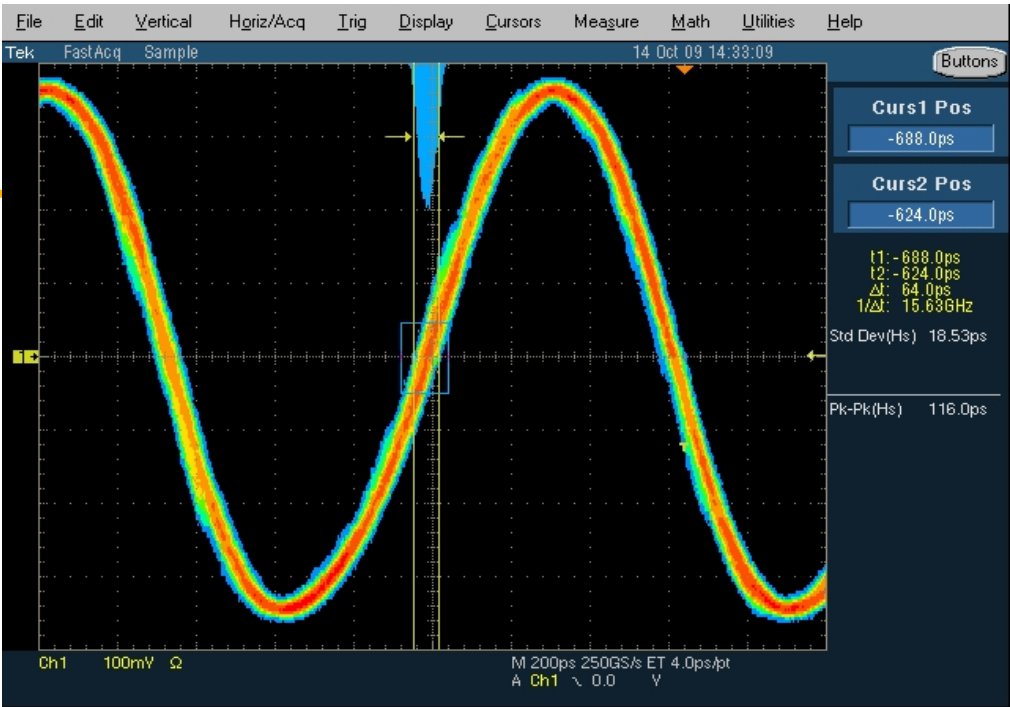 File Edit Vertical Horiz/Acq Trig Display Cursors Measure Math Utilities Help
Tek FastAcq Sample 14 Oct 09 14:33:09
Buttons
Curs1 Pos
-688.0ps
Curs2 Pos
-624.0ps
t1: -688.0ps
t2: -624.0ps
Δt: 64.0ps
1/Δt: 15.63GHz
Std Dev(Hs) 18.53ps
1
Pk-Pk(Hs) 116.0ps
T
Ch1 100mV Ω M 200ps 250GS/s ET 4.0ps/pt
A Ch1 \ 0.0 V